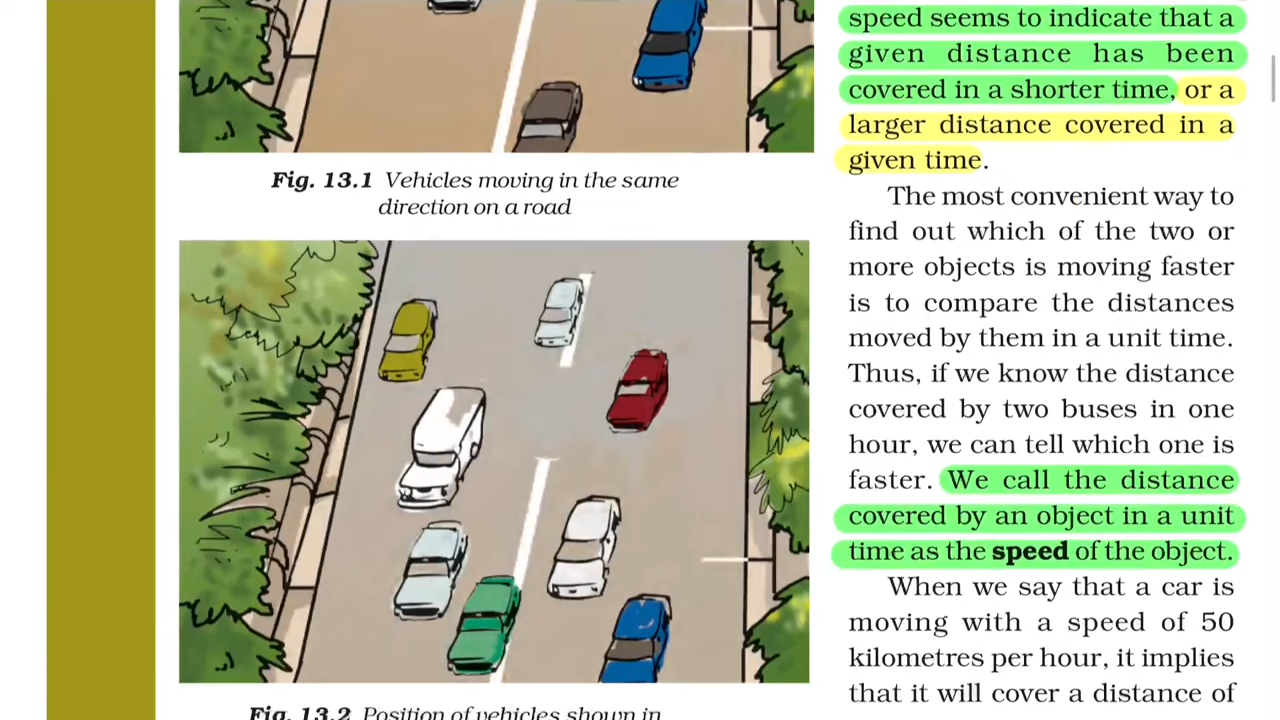 Fig. 13.1 Vehicles moving in the same
direction on a road
Fig. 13.2 Position of vehicles shown in
speed seems to indicate that a
given distance has been
covered in a shorter time, or a
larger distance covered in a
given time.
The most convenient way to
find out which of the two or
more objects is moving faster
is to compare the distances
moved by them in a unit time.
Thus, if we know the distance
covered by two buses in one
hour, we can tell which one is
faster. We call the distance
covered by an object in a unit
time as the speed of the object.
When we say that a car is
moving with a speed of 50
kilometres per hour, it implies
that it will cover a distance of